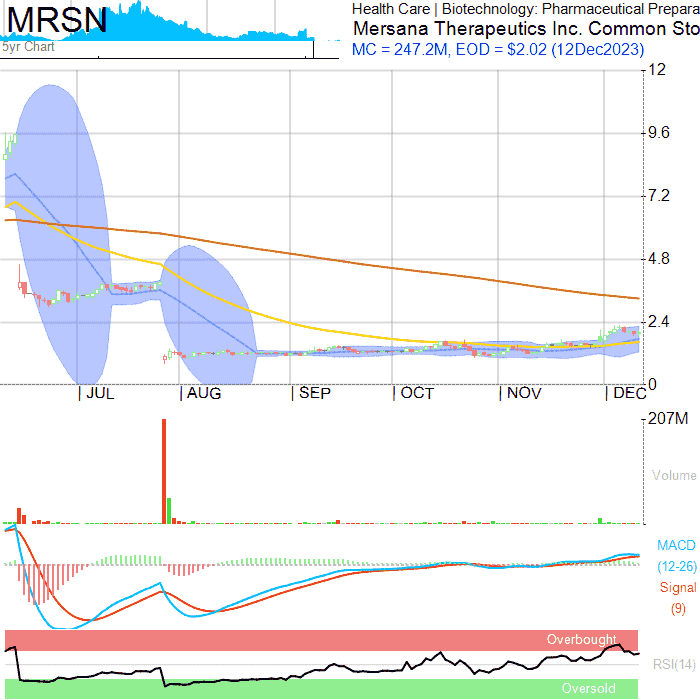 MRSN
5yr Chart
Health Care | Biotechnology: Pharmaceutical Prepara
Mersana Therapeutics Inc. Common Sto
MC = 247.2M, EOD = $2.02 (12Dec2023)
12
9.6
7.2
4.8
2.4
0
JUL AUG SEP OCT NOV DEC
207M
Volume
MACD
(12-26)
Signal
(9)
Overbought
RSI(14)
Oversold